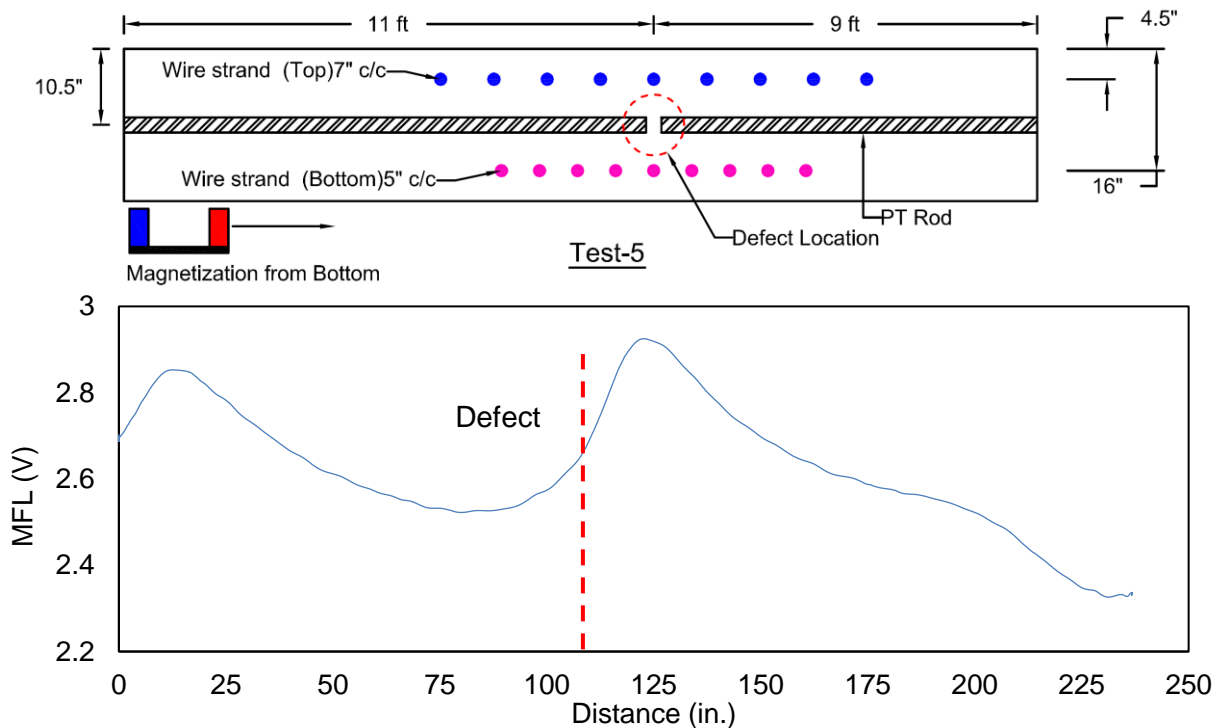 11 ft
9 ft
4.5"
10.5"
Wire strand (Top)7" c/c
Wire strand (Bottom)5" c/c
16"
PT Rod
Defect Location
Test-5
Magnetization from Bottom
3
2.8
2.6
2.4
2.2
MFL (V)
Defect
0
25
50
75
100
125
150
175
200
225
250
Distance (in.)